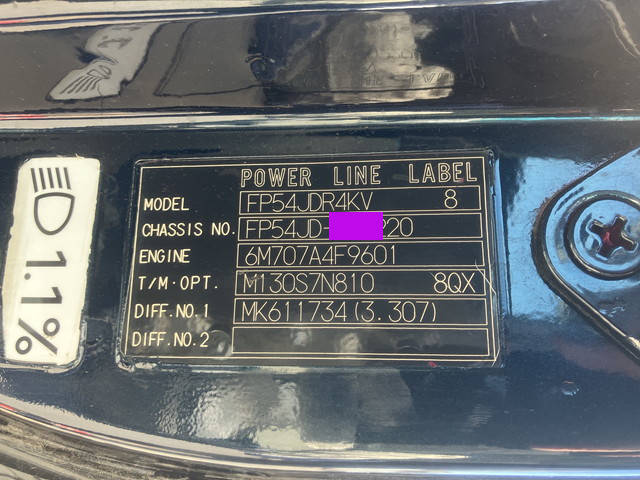 POWER LINE LABEL
MODEL FP54JDR4KV 8
CHASSIS NO. FP54JD- 220
ENGINE 6M707A4F9601
T/M·OPT. M130S7N810 8QX
DIFF.NO.1 MK611734(3.307)
DIFF.NO.2
1.1%